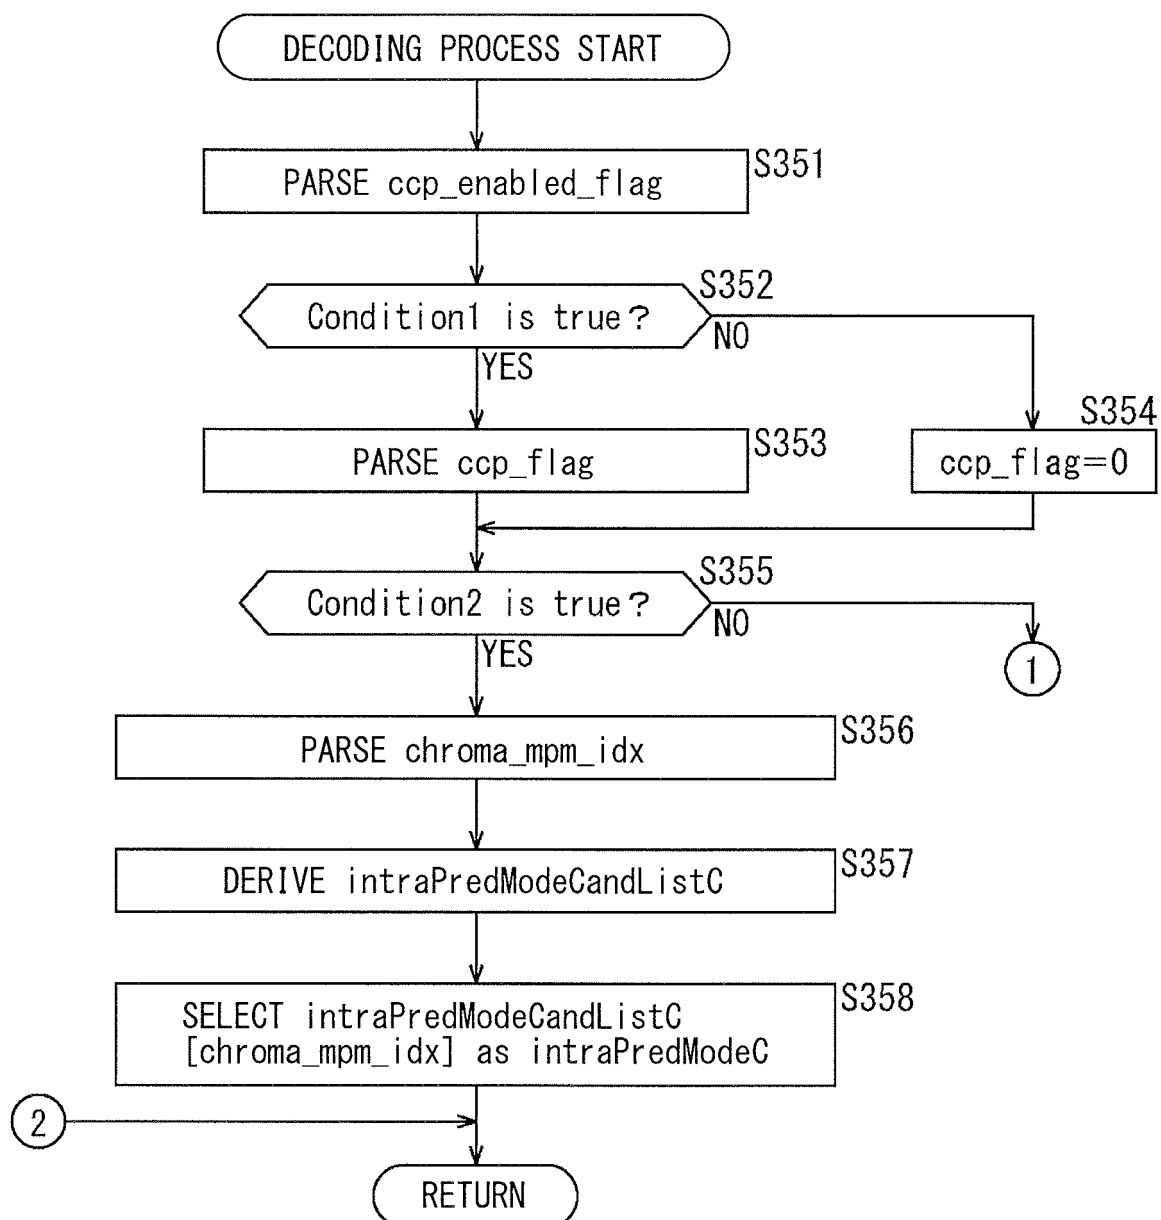 DECODING PROCESS START
S351
PARSE ccp_enabled_flag
S352
Condition1 is true?
NO
YES
S354
S353
PARSE ccp_flag
ccp_flag=0
S355
Condition2 is true?
NO
YES
1
S356
PARSE chroma_mpm_idx
S357
DERIVE intraPredModeCandListC
S358
SELECT intraPredModeCandListC
[chroma_mpm_idx] as intraPredModeC
2
RETURN